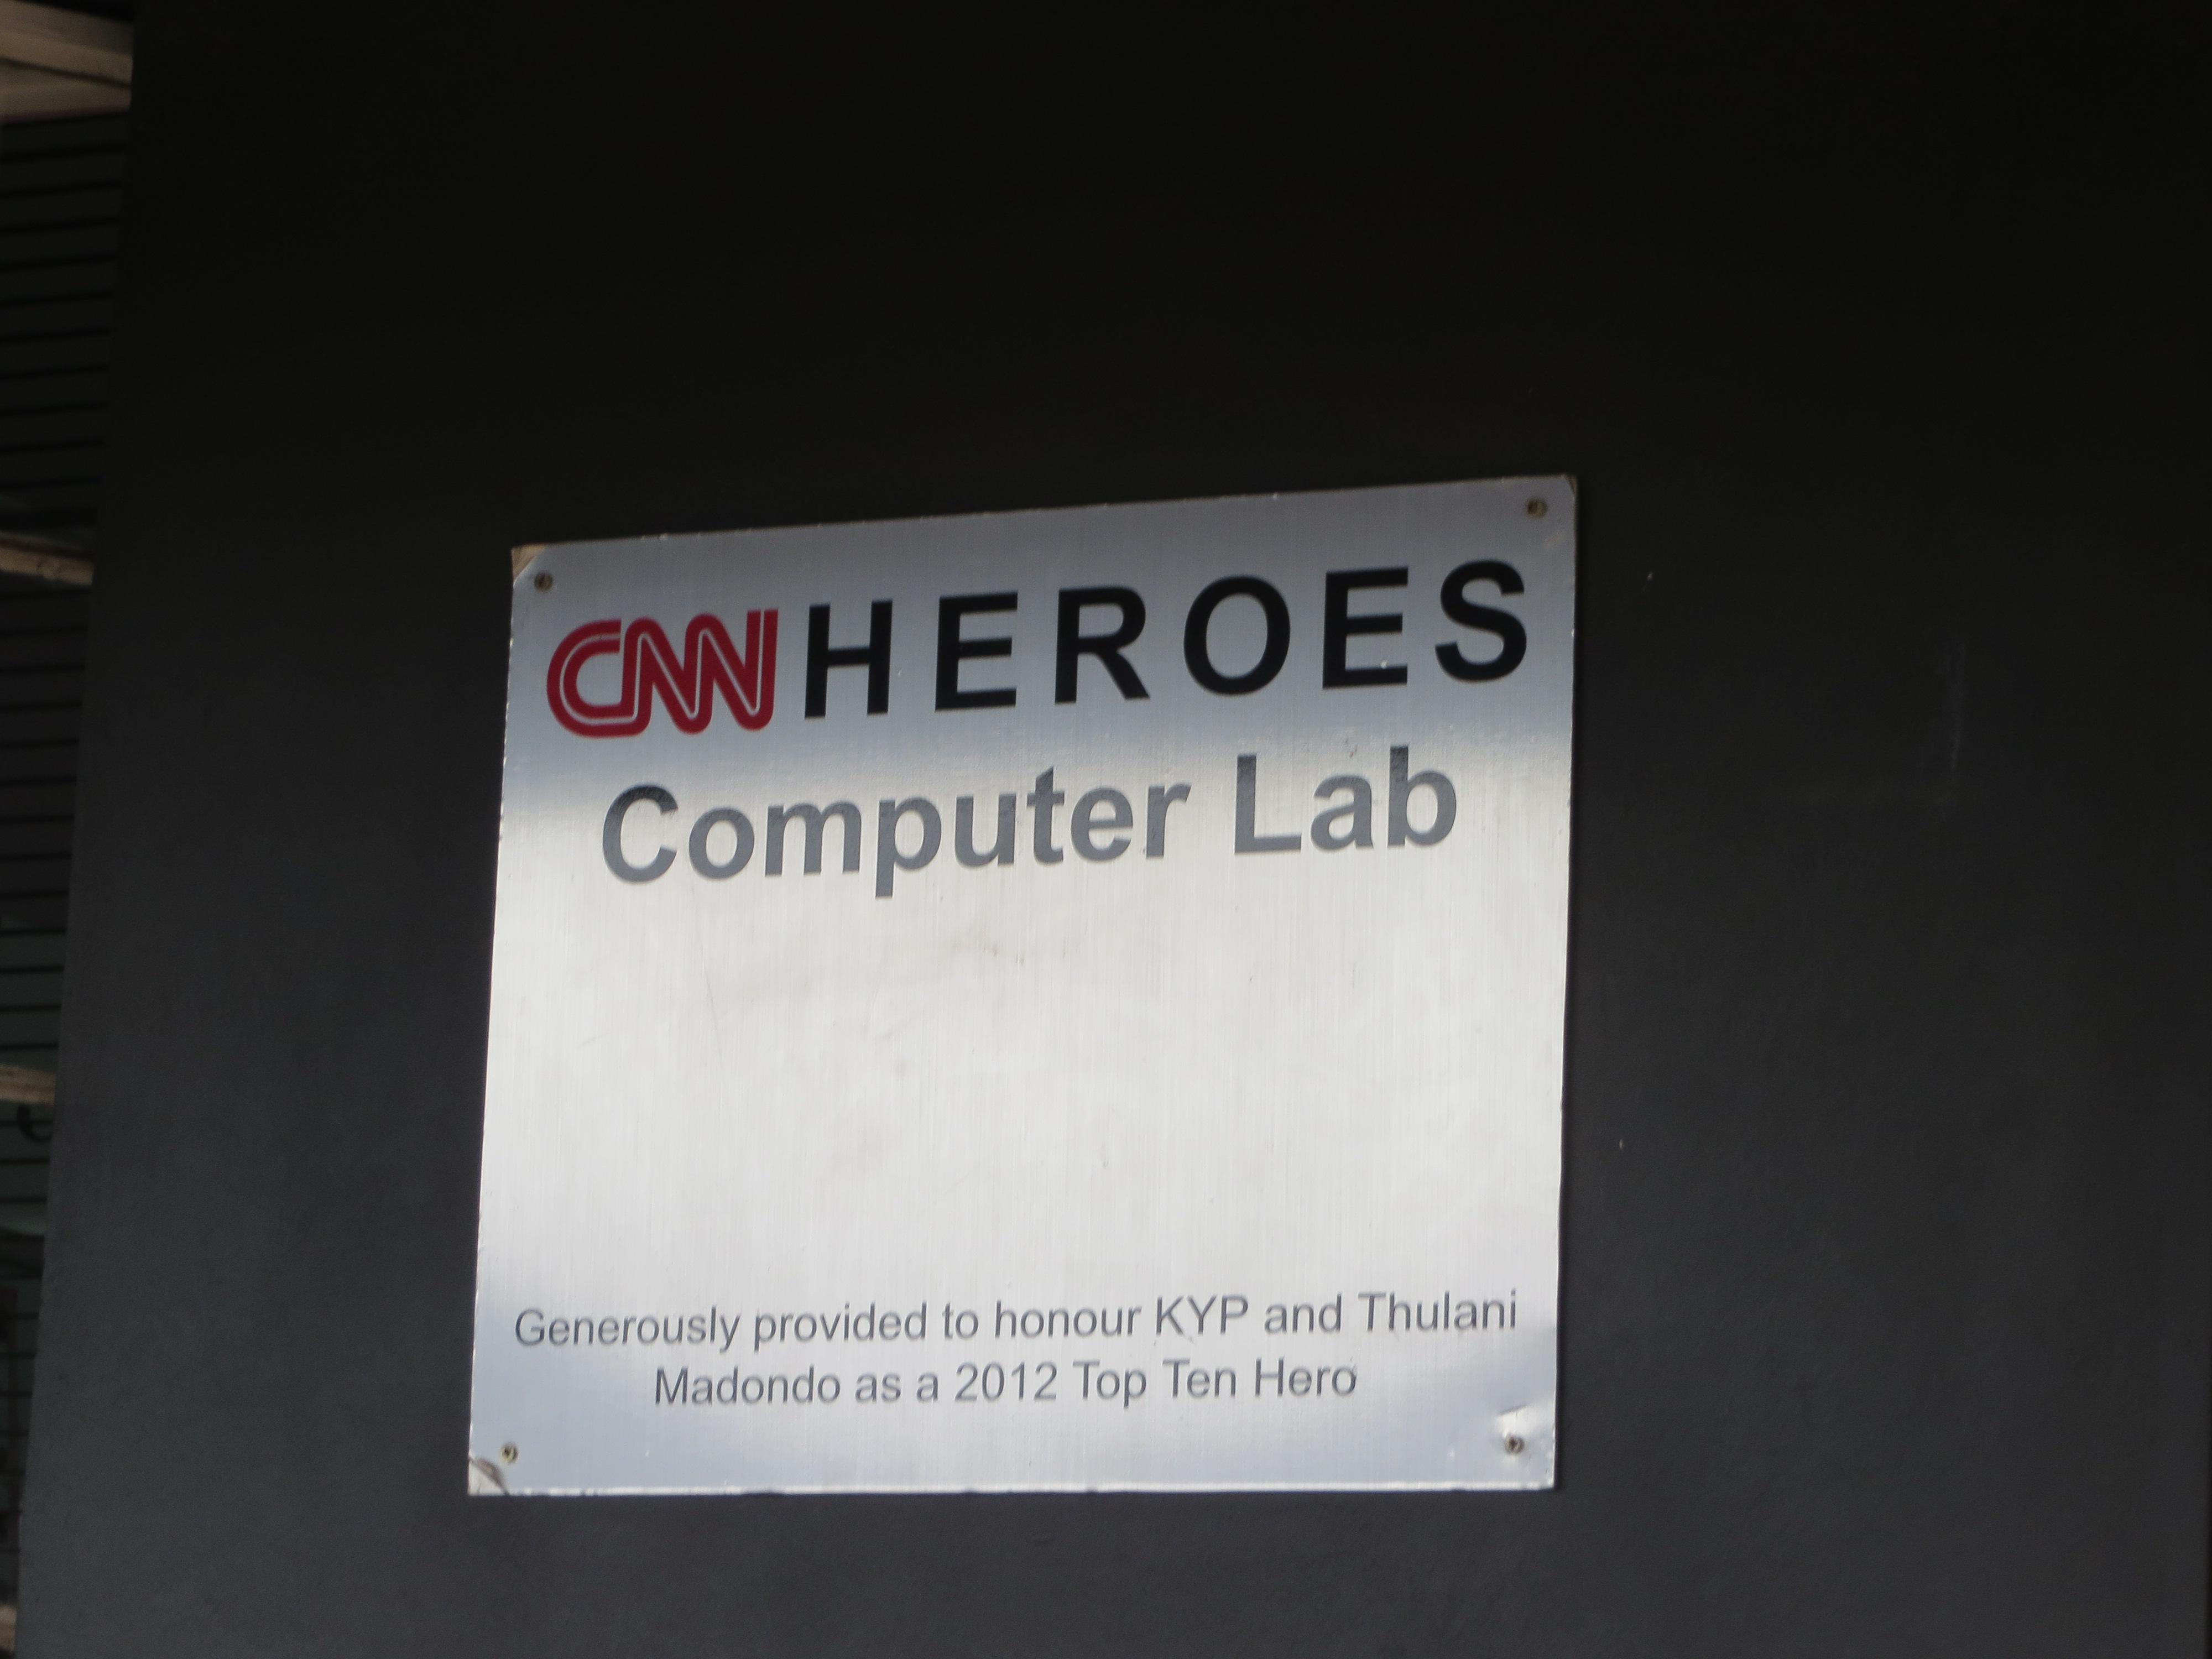 CNN HEROES
Computer Lab
Generously provided to honour KYP and Thulani
Madondo as a 2012 Top Ten Hero